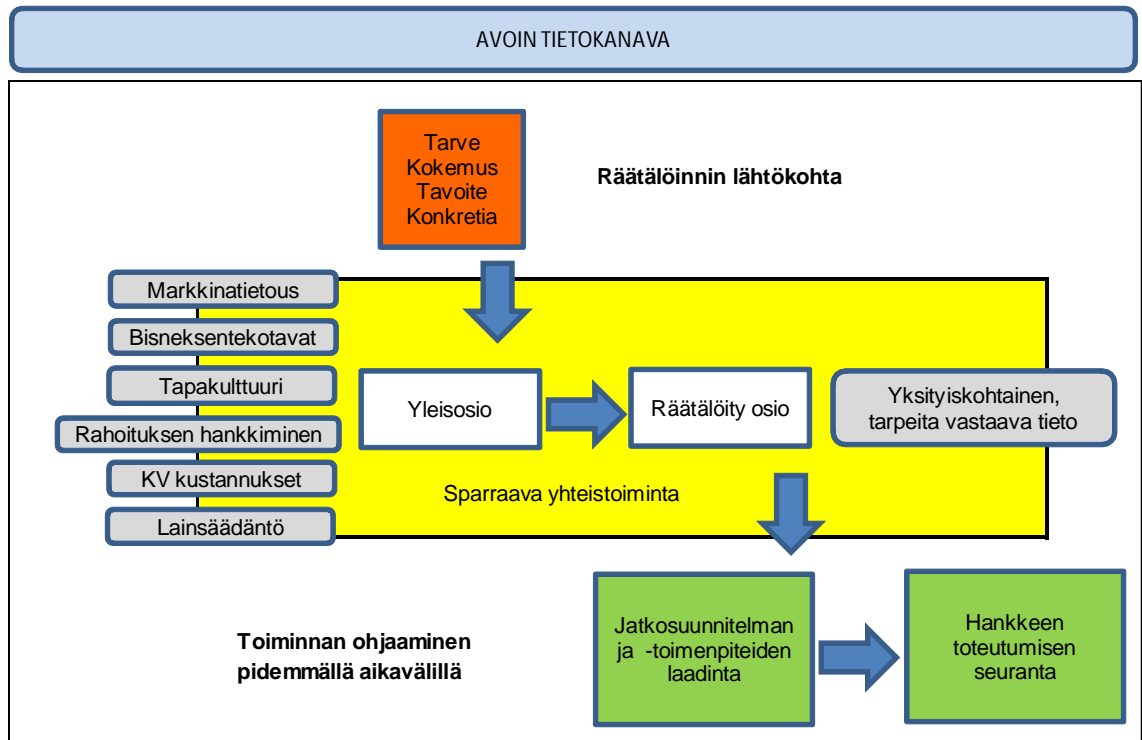 AVOIN TIETOKANAVA
Tarve
Kokemus
Tavoite
Konkretia
Räätälöinnin lähtökohta
Markkinatietous
Bisneksentekotavat
Tapakulttuuri
Rahoituksen hankkiminen
KV kustannukset
Lainsäädäntö
Yleisosio
Räätälöity osio
Yksityiskohtainen,
tarpeita vastaava tieto
Sparraava yhteistoiminta
Toiminnan ohjaaminen
pidemmällä aikavälillä
Jatkosuunnitelman
ja -toimenpiteiden
laadinta
Hankkeen
toteutumisen
seuranta